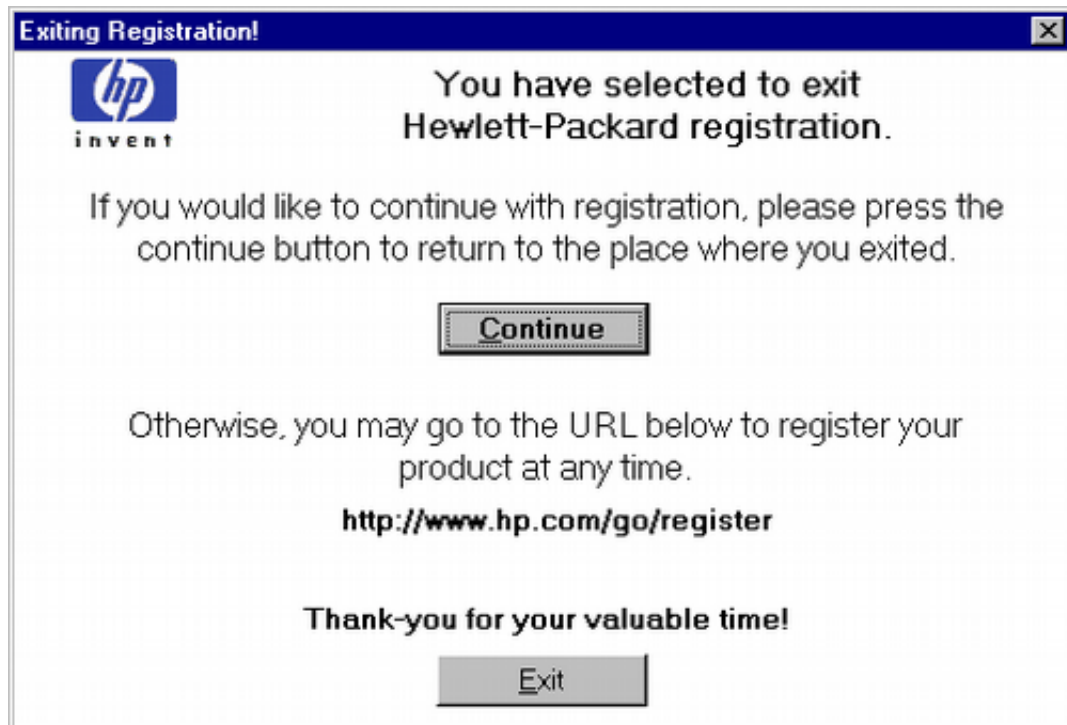 Exiting Registration!
hp
invent
You have selected to exit
Hewlett-Packard registration.
If you would like to continue with registration, please press the
continue button to return to the place where you exited.
Continue
Otherwise, you may go to the URL below to register your
product at any time.
http://www.hp.com/go/register
Thank-you for your valuable time!
Exit